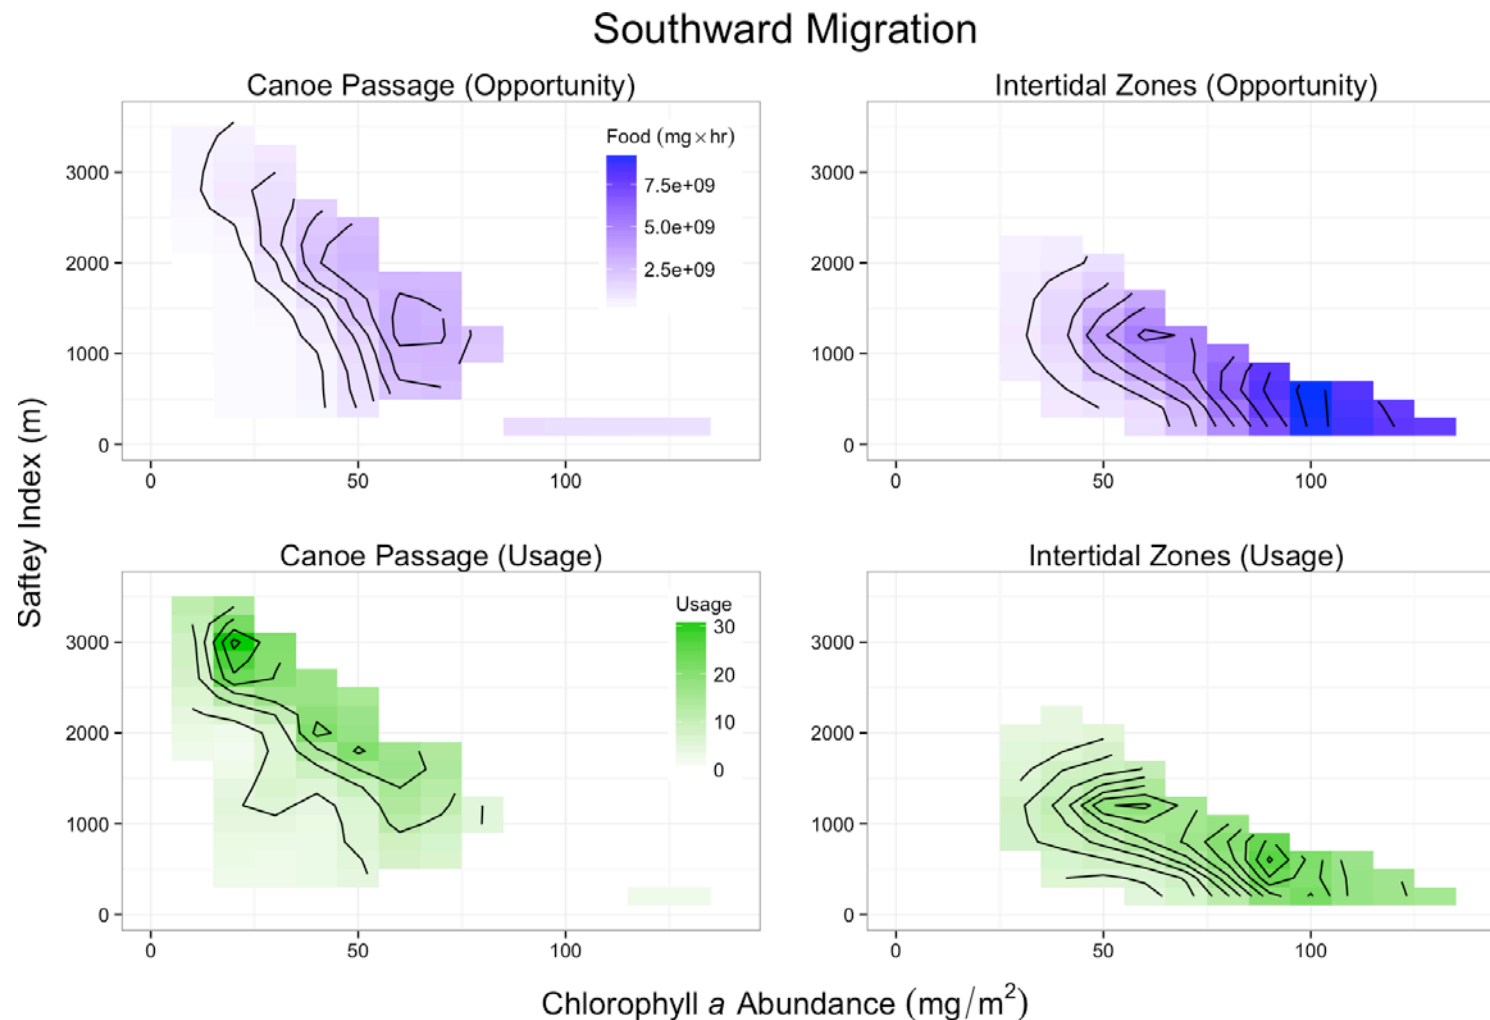 Southward Migration
Canoe Passage (Opportunity)
Intertidal Zones (Opportunity)
Food (mg×hr)
7.5e+09
5.0e+09
2.5e+09
3000
2000
1000
0
0 50 100
3000
2000
1000
0
0 50 100
Saftey Index (m)
Canoe Passage (Usage)
Intertidal Zones (Usage)
Usage
30
20
10
0
3000
2000
1000
0
0 50 100
3000
2000
1000
0
0 50 100
Chlorophyll a Abundance (mg/m²)